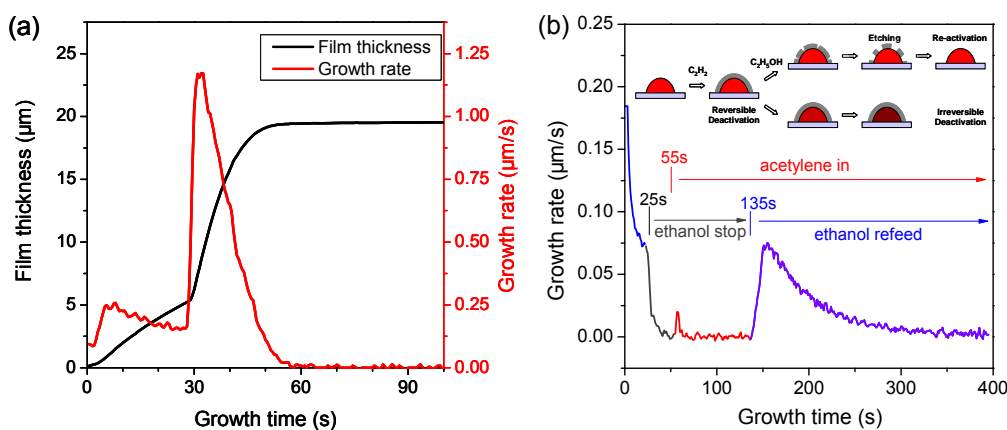 (a)
Film thickness
Growth rate
Film thickness (μm)
25
20
15
10
5
0
0
30
60
90
Growth time (s)
1.25
1.00
0.75
0.50
0.25
0.00
Growth rate (μm/s)
(b)
Growth rate (μm/s)
0.25
0.20
0.15
0.10
0.05
0.00
0
100
200
300
400
Growth time (s)
Etching
Re-activation
C₂H₂
C₂H₅OH
Reversible
Deactivation
Irreversible
Deactivation
55s
acetylene in
25s
ethanol stop
135s
ethanol refeed